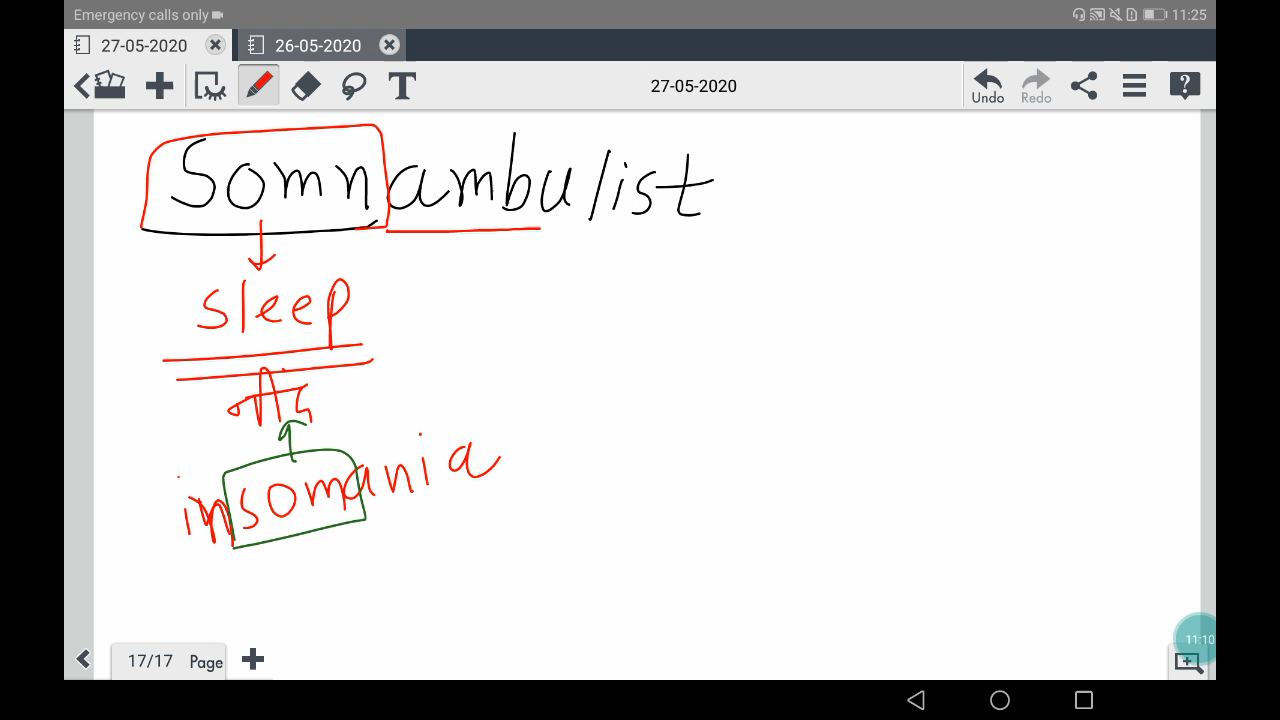 Emergency calls only
11:25
27-05-2020
26-05-2020
27-05-2020
Undo
Redo
Somnambulist
sleep
insomania
17/17 Page
11:10